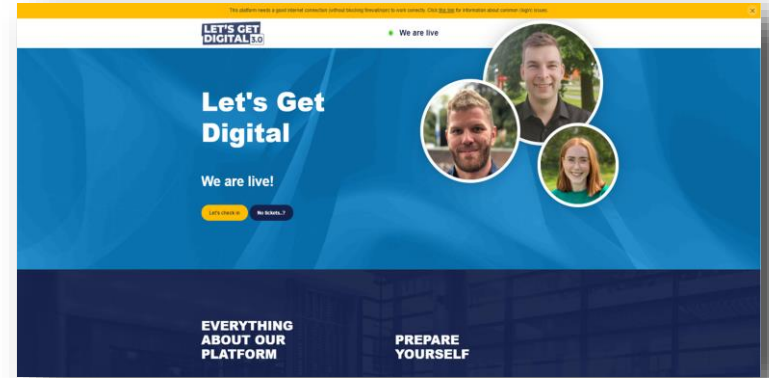 This platform needs a good internet connection (without blocking firewall/vpn) to work correctly. Click this link for information about common (login) issues.
LET'S GET
DIGITAL 3.0
We are live
Let's Get
Digital
We are live!
Let's check in
No tickets..?
EVERYTHING
ABOUT OUR
PLATFORM
PREPARE
YOURSELF